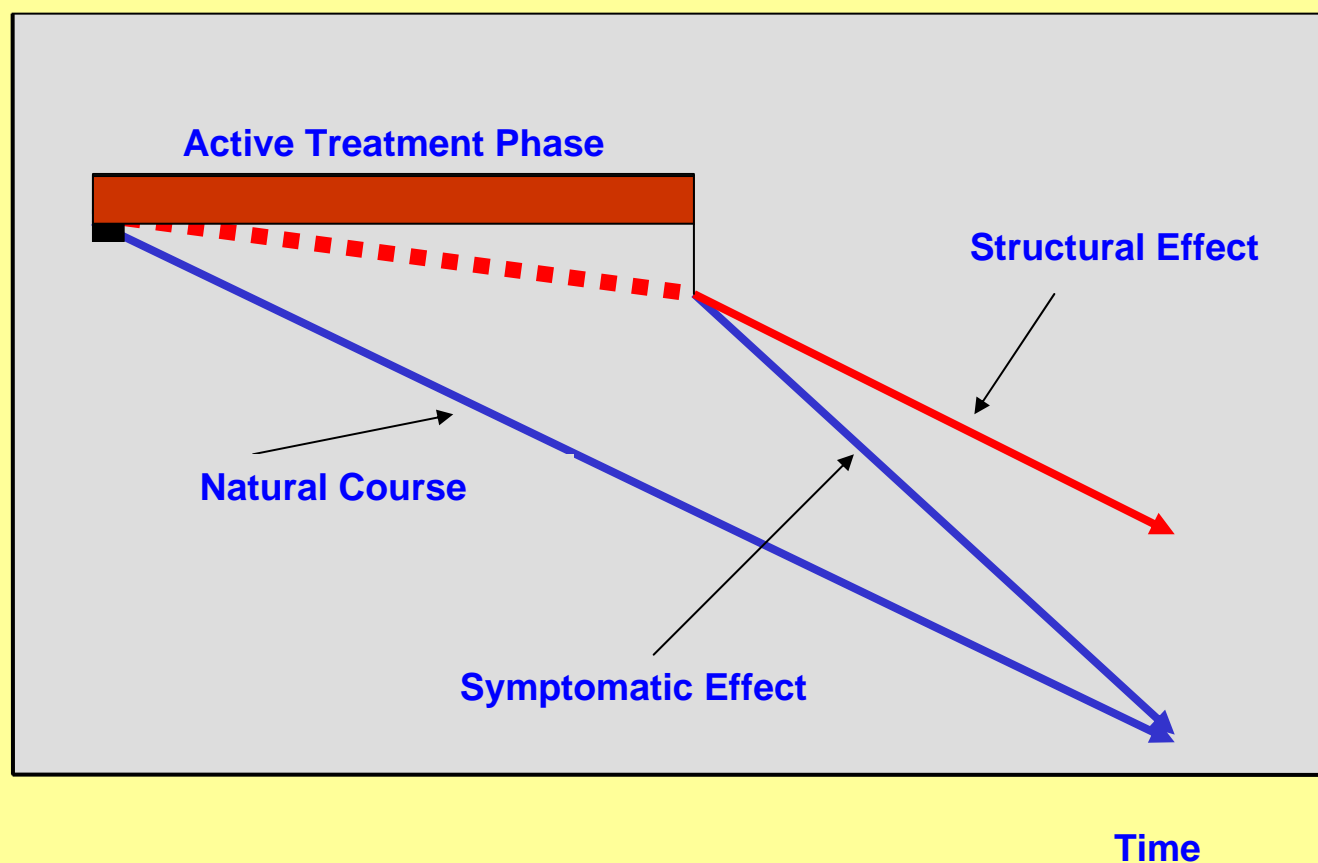 Active Treatment Phase
Structural Effect
Natural Course
Symptomatic Effect
Time